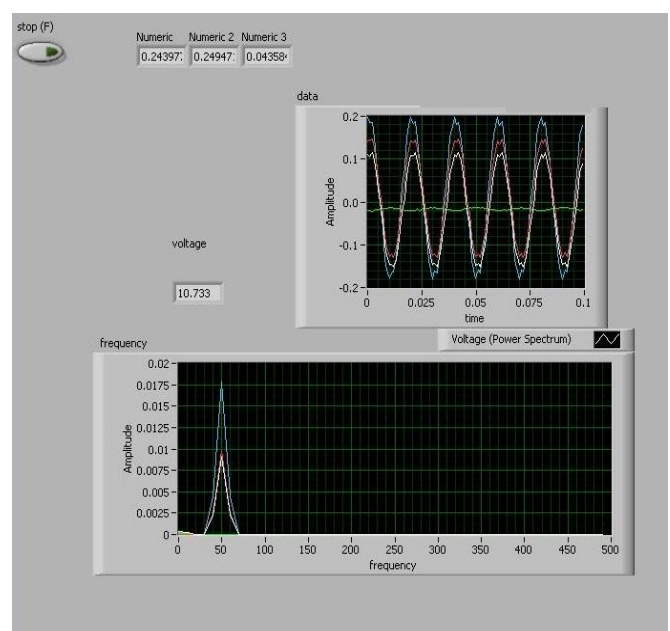 stop (F)
Numeric Numeric 2 Numeric 3
0.24397 0.24947 0.04358
data
0.2
0.1
0.0
-0.1
-0.2
Amplitude
0 0.025 0.05 0.075 0.1
time
voltage
10.733
Voltage (Power Spectrum)
frequency
0.02
0.0175
0.015
0.0125
0.01
0.0075
0.005
0.0025
0
Amplitude
0 50 100 150 200 250 300 350 400 450 500
frequency